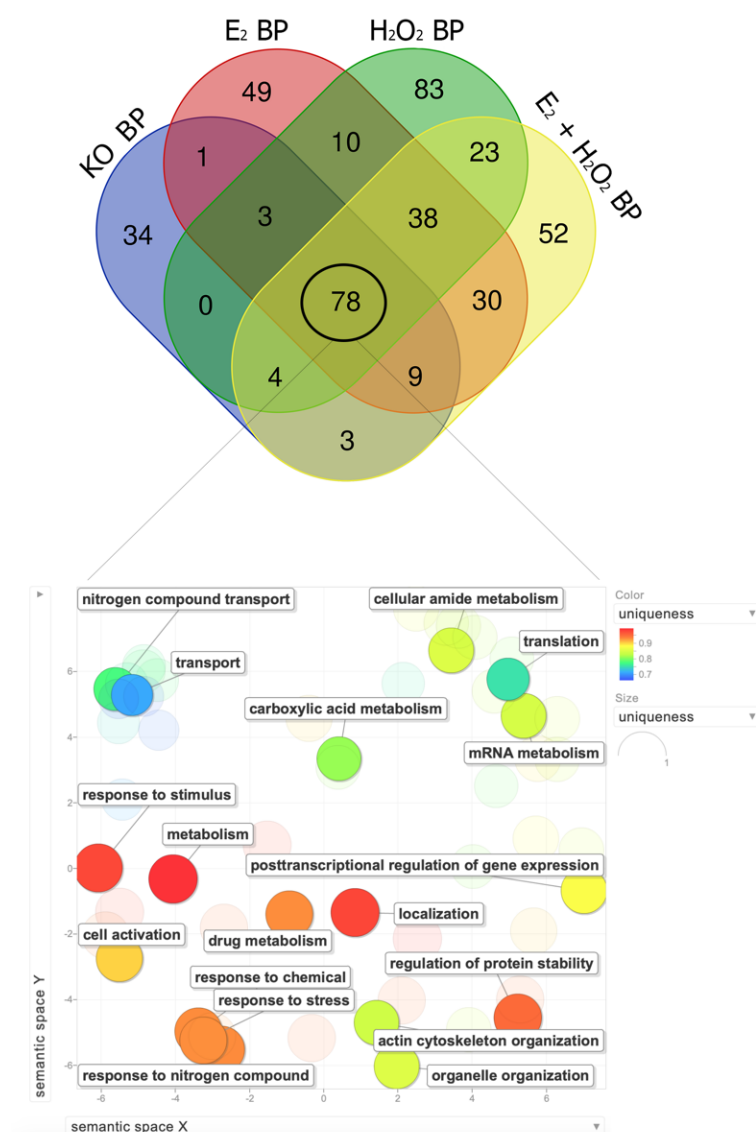 E₂ BP
H₂O₂ BP
KO BP
E₂ + H₂O₂ BP
49
83
1
10
23
34
3
38
52
0
78
30
4
9
3
nitrogen compound transport
cellular amide metabolism
transport
translation
carboxylic acid metabolism
mRNA metabolism
response to stimulus
metabolism
posttranscriptional regulation of gene expression
localization
cell activation
drug metabolism
regulation of protein stability
response to chemical
response to stress
actin cytoskeleton organization
response to nitrogen compound
organelle organization
Color
uniqueness
0.9
0.8
0.7
Size
uniqueness
1
semantic space Y
6
4
2
0
-2
-4
-6
-6
-4
-2
0
2
4
6
semantic space X